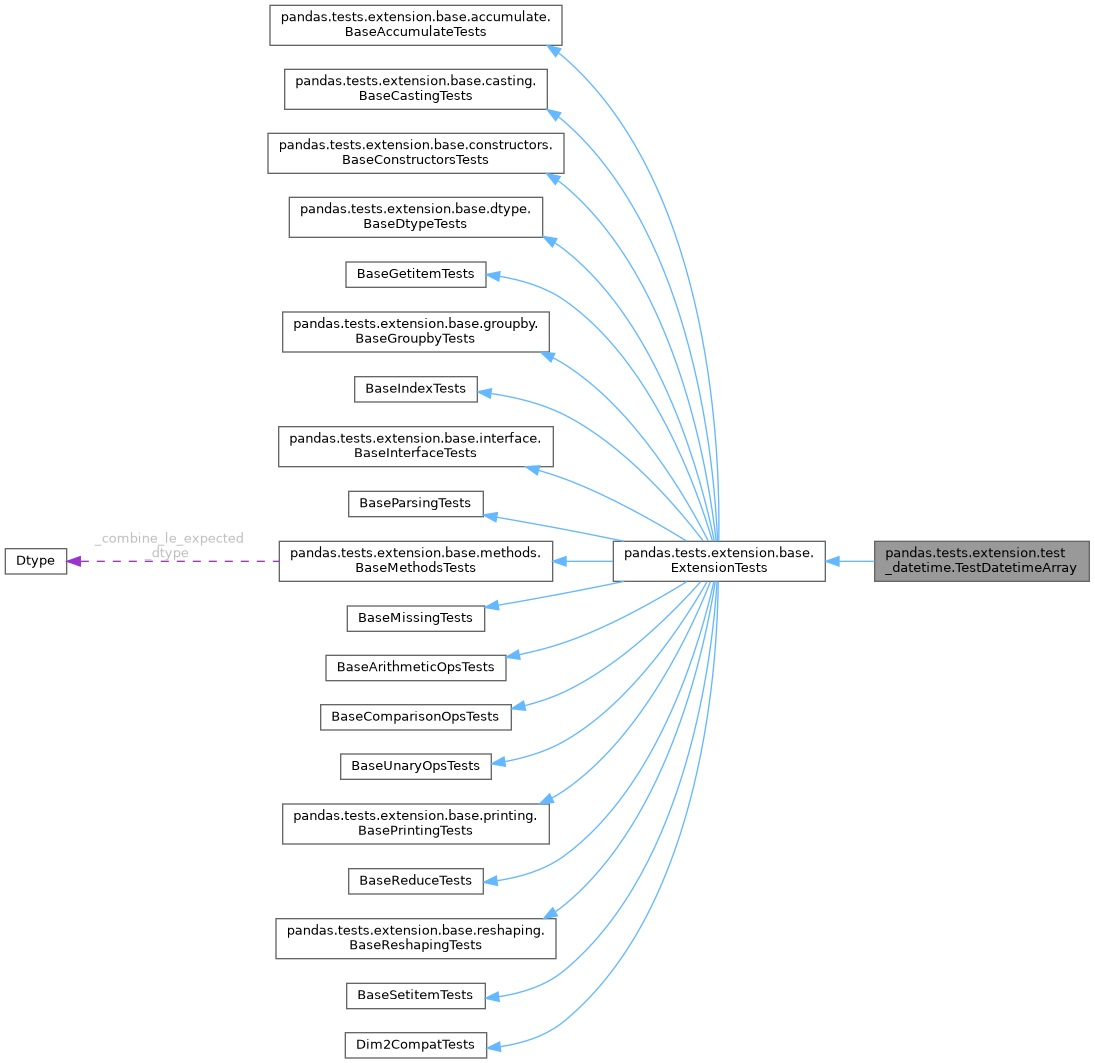 pandas.tests.extension.base.accumulate.
BaseAccumulateTests
pandas.tests.extension.base.casting.
BaseCastingTests
pandas.tests.extension.base.constructors.
BaseConstructorsTests
pandas.tests.extension.base.dtype.
BaseDtypeTests
BaseGetitemTests
pandas.tests.extension.base.groupby.
BaseGroupbyTests
BaseIndexTests
pandas.tests.extension.base.interface.
BaseInterfaceTests
BaseParsingTests
Dtype
_combine_le_expected
_dtype
pandas.tests.extension.base.methods.
BaseMethodsTests
pandas.tests.extension.base.
ExtensionTests
pandas.tests.extension.test
_datetime.TestDatetimeArray
BaseMissingTests
BaseArithmeticOpsTests
BaseComparisonOpsTests
BaseUnaryOpsTests
pandas.tests.extension.base.printing.
BasePrintingTests
BaseReduceTests
pandas.tests.extension.base.reshaping.
BaseReshapingTests
BaseSetitemTests
Dim2CompatTests